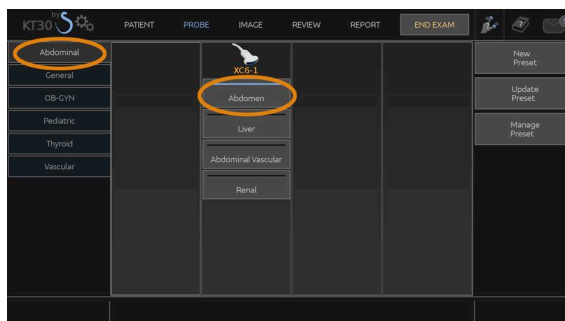 by
KT30 S
PATIENT
PROBE
IMAGE
REVIEW
REPORT
END EXAM
Abdominal
General
OB-GYN
Pediatric
Thyroid
Vascular
XC6-1
Abdomen
Liver
Abdominal Vascular
Renal
New
Preset
Update
Preset
Manage
Preset